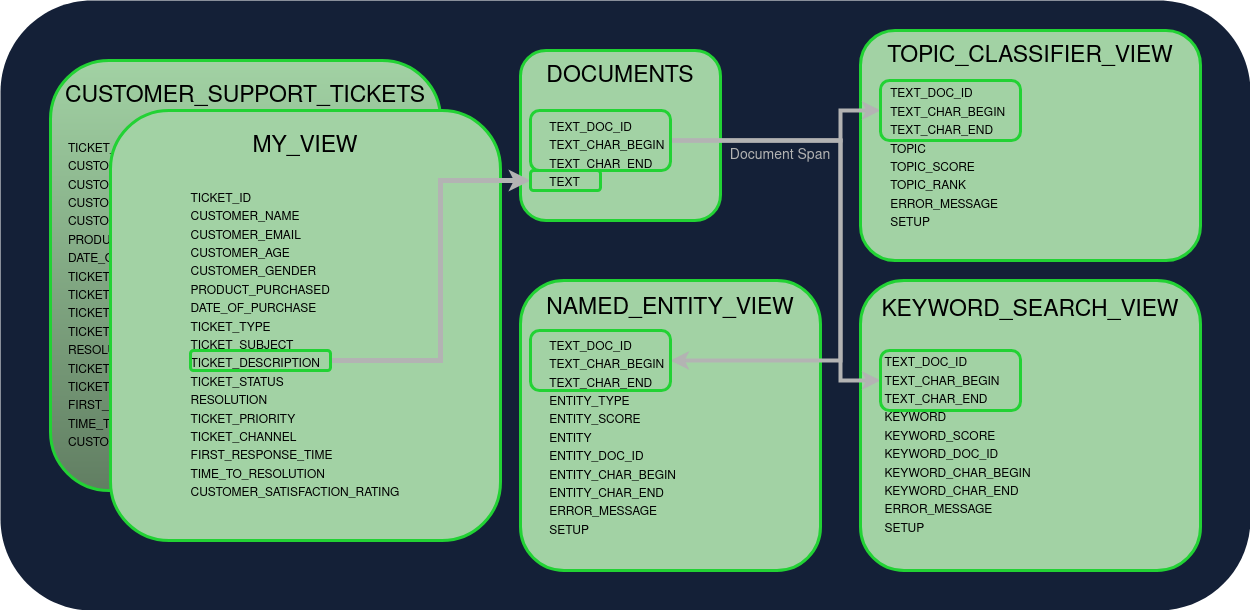 CUSTOMER_SUPPORT_TICKETS
TICKET_
CUSTO
CUSTO
CUSTO
CUSTO
PRODU
DATE_O
TICKET
TICKET
TICKET
TICKET
RESOLU
TICKET
TICKET
FIRST_
TIME_T
CUSTO
MY_VIEW
TICKET_ID
CUSTOMER_NAME
CUSTOMER_EMAIL
CUSTOMER_AGE
CUSTOMER_GENDER
PRODUCT_PURCHASED
DATE_OF_PURCHASE
TICKET_TYPE
TICKET_SUBJECT
TICKET_DESCRIPTION
TICKET_STATUS
RESOLUTION
TICKET_PRIORITY
TICKET_CHANNEL
FIRST_RESPONSE_TIME
TIME_TO_RESOLUTION
CUSTOMER_SATISFACTION_RATING
DOCUMENTS
TEXT_DOC_ID
TEXT_CHAR_BEGIN
TEXT_CHAR_END
TEXT
Document Span
TOPIC_CLASSIFIER_VIEW
TEXT_DOC_ID
TEXT_CHAR_BEGIN
TEXT_CHAR_END
TOPIC
TOPIC_SCORE
TOPIC_RANK
ERROR_MESSAGE
SETUP
NAMED_ENTITY_VIEW
TEXT_DOC_ID
TEXT_CHAR_BEGIN
TEXT_CHAR_END
ENTITY_TYPE
ENTITY_SCORE
ENTITY
ENTITY_DOC_ID
ENTITY_CHAR_BEGIN
ENTITY_CHAR_END
ERROR_MESSAGE
SETUP
KEYWORD_SEARCH_VIEW
TEXT_DOC_ID
TEXT_CHAR_BEGIN
TEXT_CHAR_END
KEYWORD
KEYWORD_SCORE
KEYWORD_DOC_ID
KEYWORD_CHAR_BEGIN
KEYWORD_CHAR_END
ERROR_MESSAGE
SETUP